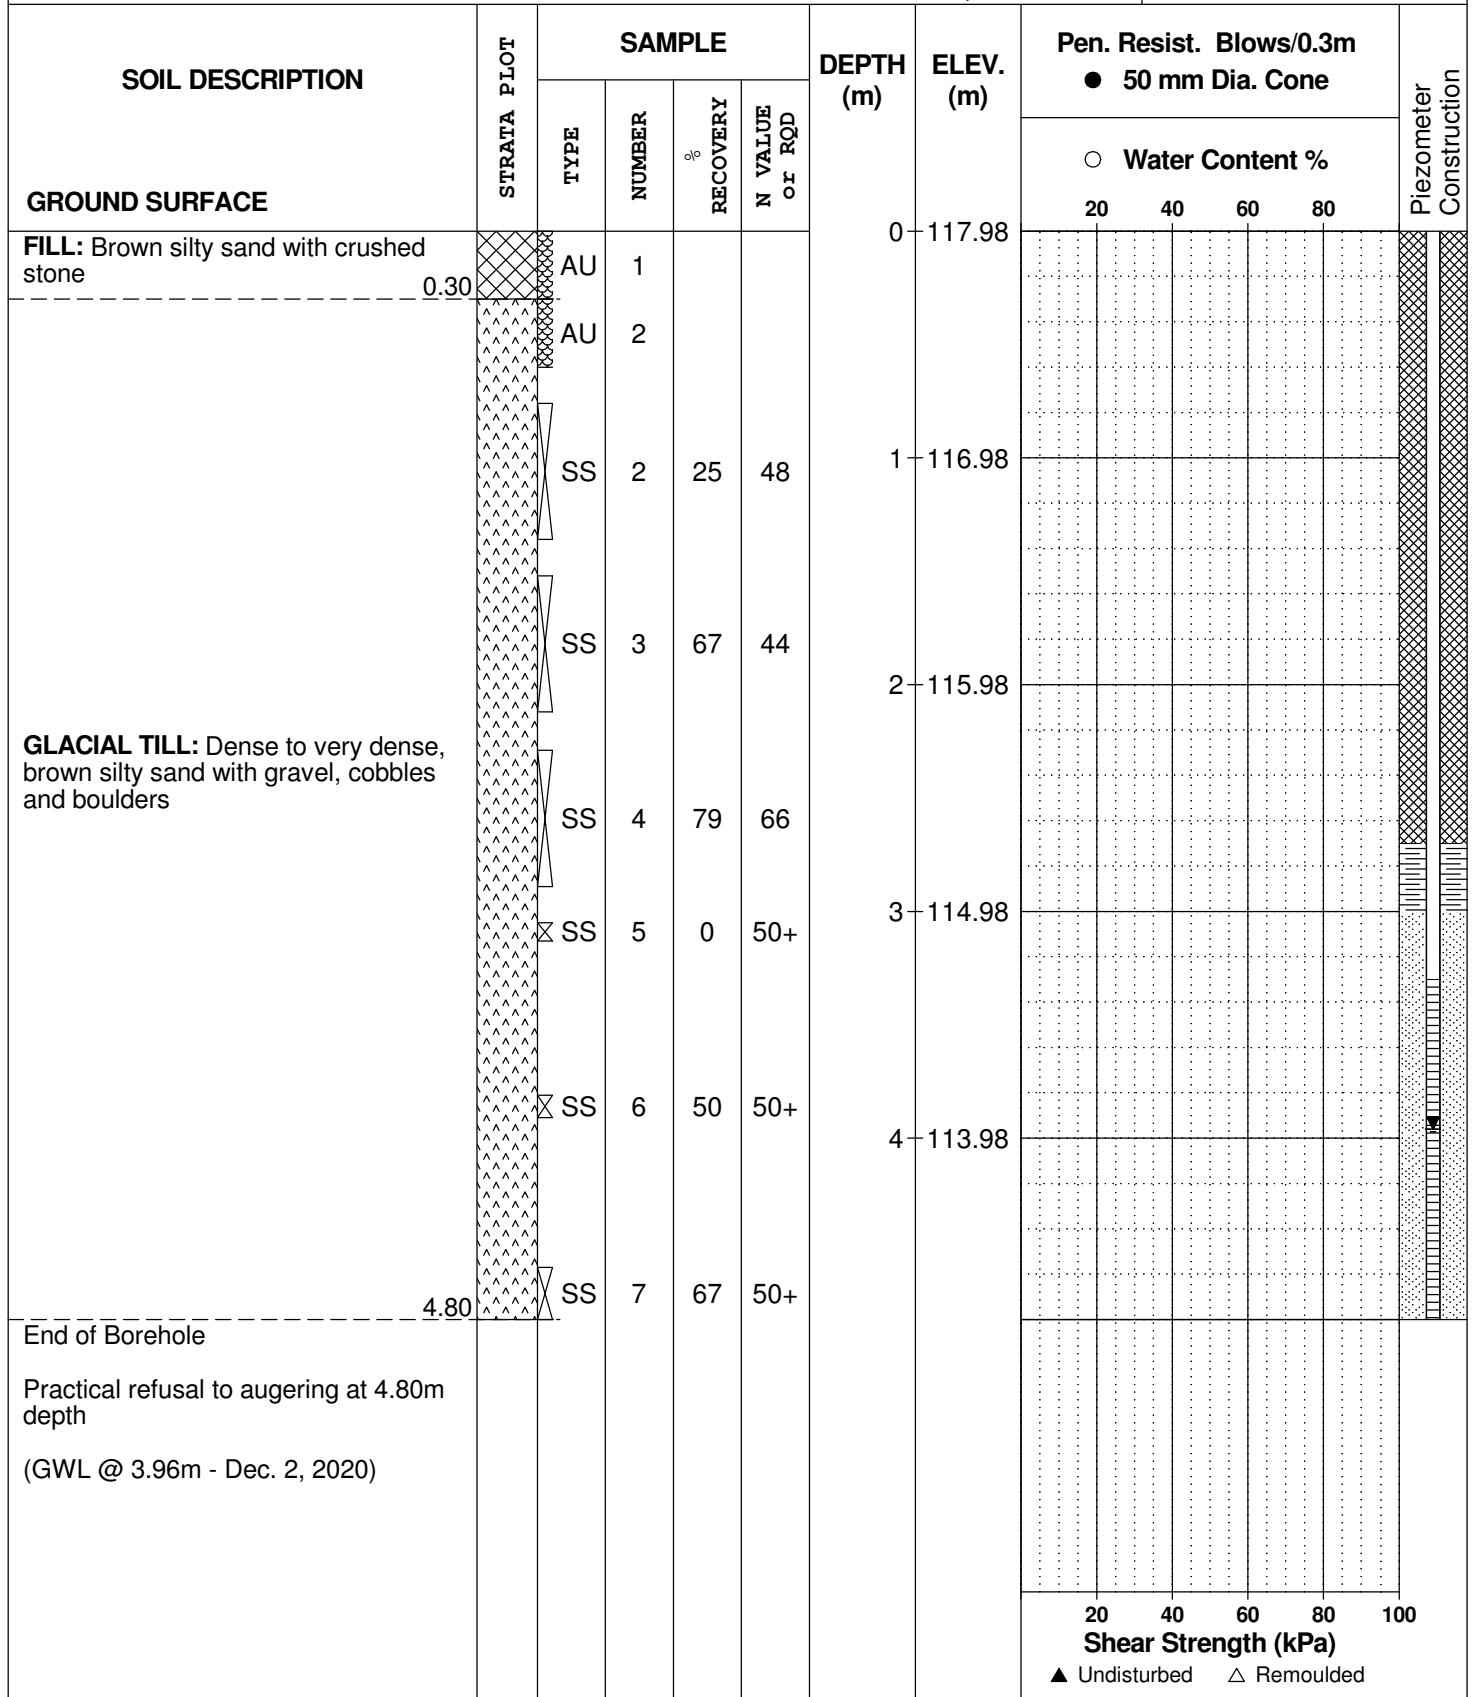 SOIL DESCRIPTION
GROUND SURFACE
STRATA PLOT
SAMPLE
TYPE
NUMBER
%
RECOVERY
N VALUE
or RQD
DEPTH
(m)
ELEV.
(m)
Pen. Resist. Blows/0.3m
● 50 mm Dia. Cone
○ Water Content %
20 40 60 80
Piezometer
Construction
0 117.98
FILL: Brown silty sand with crushed
stone
0.30
AU 1
AU 2
SS 2 25 48
1 116.98
SS 3 67 44
2 115.98
GLACIAL TILL: Dense to very dense,
brown silty sand with gravel, cobbles
and boulders
SS 4 79 66
3 114.98
SS 5 0 50+
SS 6 50 50+
4 113.98
SS 7 67 50+
4.80
End of Borehole
Practical refusal to augering at 4.80m
depth
(GWL @ 3.96m - Dec. 2, 2020)
20 40 60 80 100
Shear Strength (kPa)
▲ Undisturbed △ Remoulded